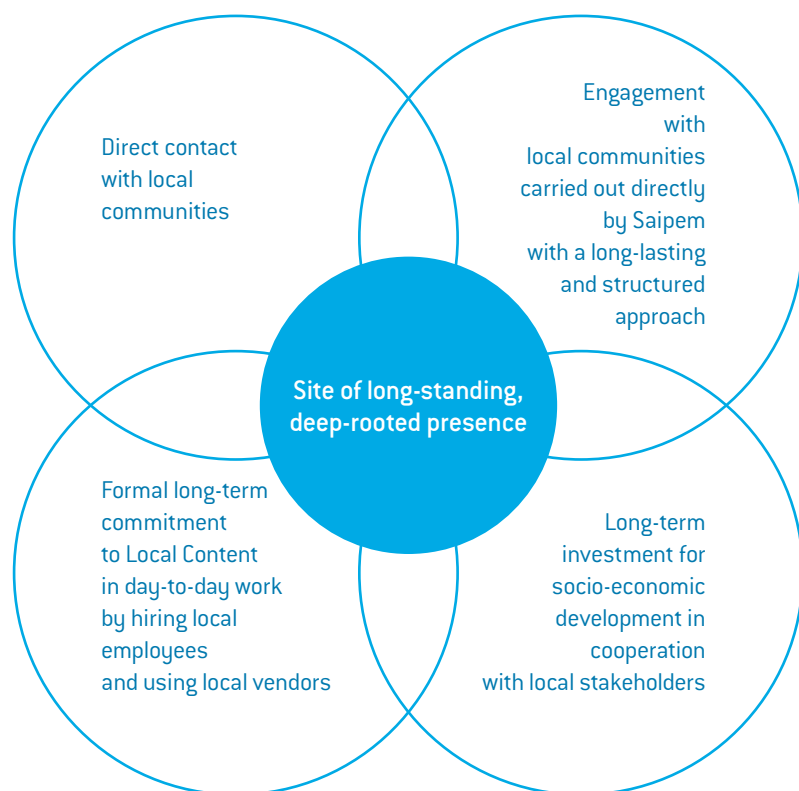 Direct contact
with local
communities
Engagement
with
local communities
carried out directly
by Saipem
with a long-lasting
and structured
approach
Site of long-standing,
deep-rooted presence
Formal long-term
commitment
to Local Content
in day-to-day work
by hiring local
employees
and using local vendors
Long-term
investment for
socio-economic
development in
cooperation
with local stakeholders